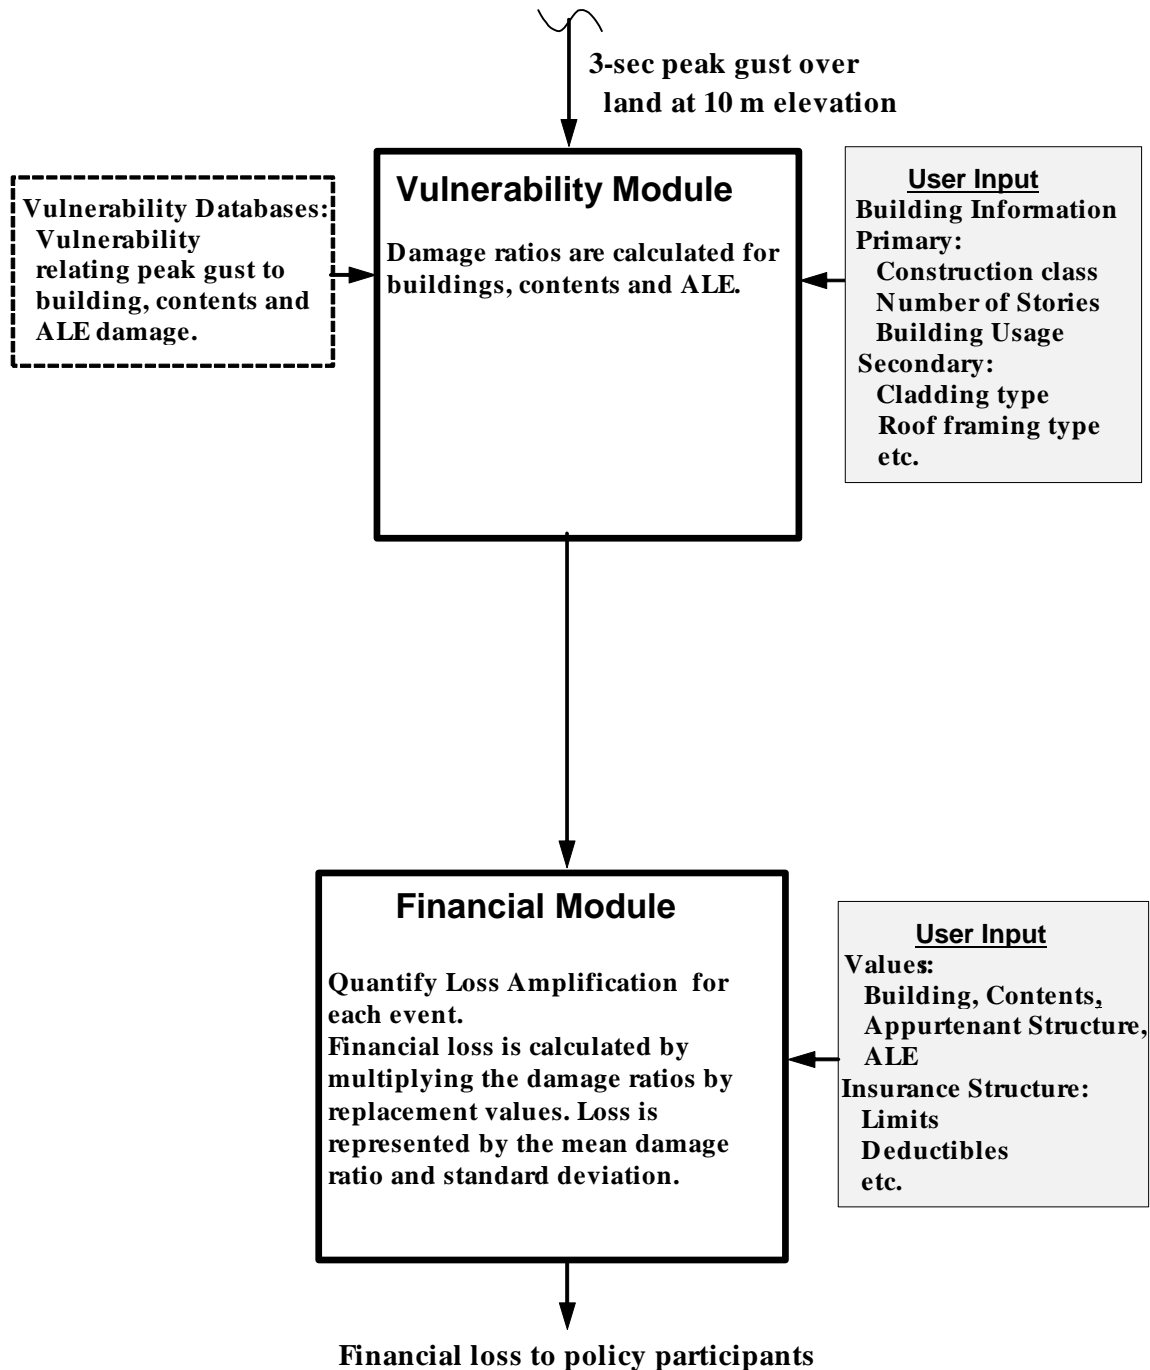 3-sec peak gust over
land at 10 m elevation
Vulnerability Databases:
Vulnerability
relating peak gust to
building, contents and
ALE damage.
Vulnerability Module
Damage ratios are calculated for
buildings, contents and ALE.
User Input
Building Information
Primary:
Construction class
Number of Stories
Building Usage
Secondary:
Cladding type
Roof framing type
etc.
Financial Module
Quantify Loss Amplification for
each event.
Financial loss is calculated by
multiplying the damage ratios by
replacement values. Loss is
represented by the mean damage
ratio and standard deviation.
User Input
Values:
Building, Contents,
Appurtenant Structure,
ALE
Insurance Structure:
Limits
Deductibles
etc.
Financial loss to policy participants